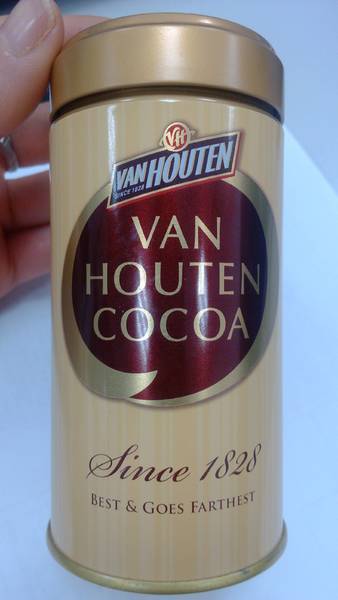 VH
VAN HOUTEN
SINCE 1828
VAN
HOUTEN
COCOA
Since 1828
BEST & GOES FARTHEST